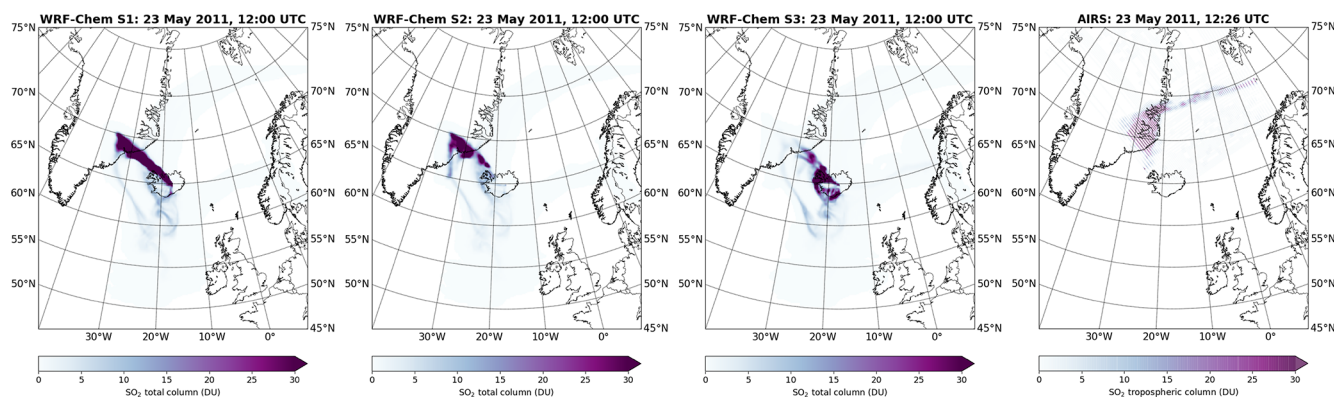 WRF-Chem S1: 23 May 2011, 12:00 UTC
75°N
70°N
65°N
60°N
55°N
50°N
30°W 20°W 10°W 0°
0 5 10 15 20 25 30
SO₂ total column (DU)
WRF-Chem S2: 23 May 2011, 12:00 UTC
75°N 75°N
70°N 70°N
65°N 65°N
60°N 60°N
55°N 55°N
50°N 50°N
45°N
30°W 20°W 10°W 0°
0 5 10 15 20 25 30
SO₂ total column (DU)
WRF-Chem S3: 23 May 2011, 12:00 UTC
75°N 75°N
70°N 70°N
65°N 65°N
60°N 60°N
55°N 55°N
50°N 50°N
45°N
30°W 20°W 10°W 0°
0 5 10 15 20 25 30
SO₂ total column (DU)
AIRS: 23 May 2011, 12:26 UTC
75°N 75°N
70°N 70°N
65°N 65°N
60°N 60°N
55°N 55°N
50°N 50°N
45°N 45°N
30°W 20°W 10°W 0°
0 5 10 15 20 25 30
SO₂ tropospheric column (DU)